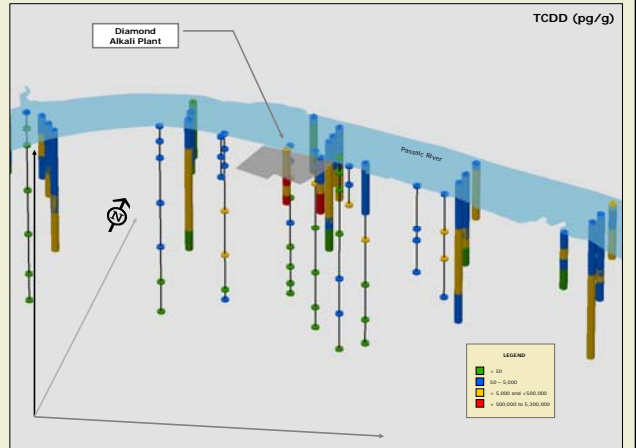 TCDD (pg/g)
Diamond
Alkali Plant
Passaic River
N
LEGEND
< 50
50 – 5,000
> 5,000 and <500,000
> 500,000 to 5,300,000